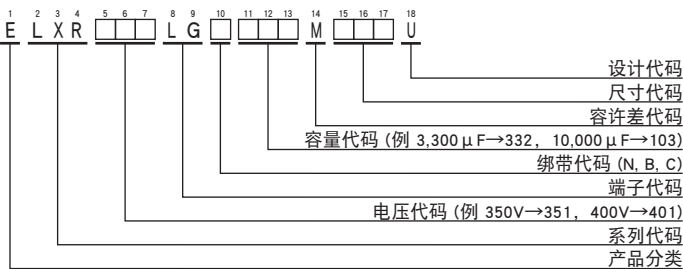 1 2 3 4 5 6 7 8 9 10 11 12 13 14 15 16 17 18
E L X R □□□ L G □ □□□ M □□□ U
设计代码
尺寸代码
容许差代码
容量代码 (例 3,300μF→332, 10,000μF→103)
绑带代码 (N, B, C)
端子代码
电压代码 (例 350V→351, 400V→401)
系列代码
产品分类